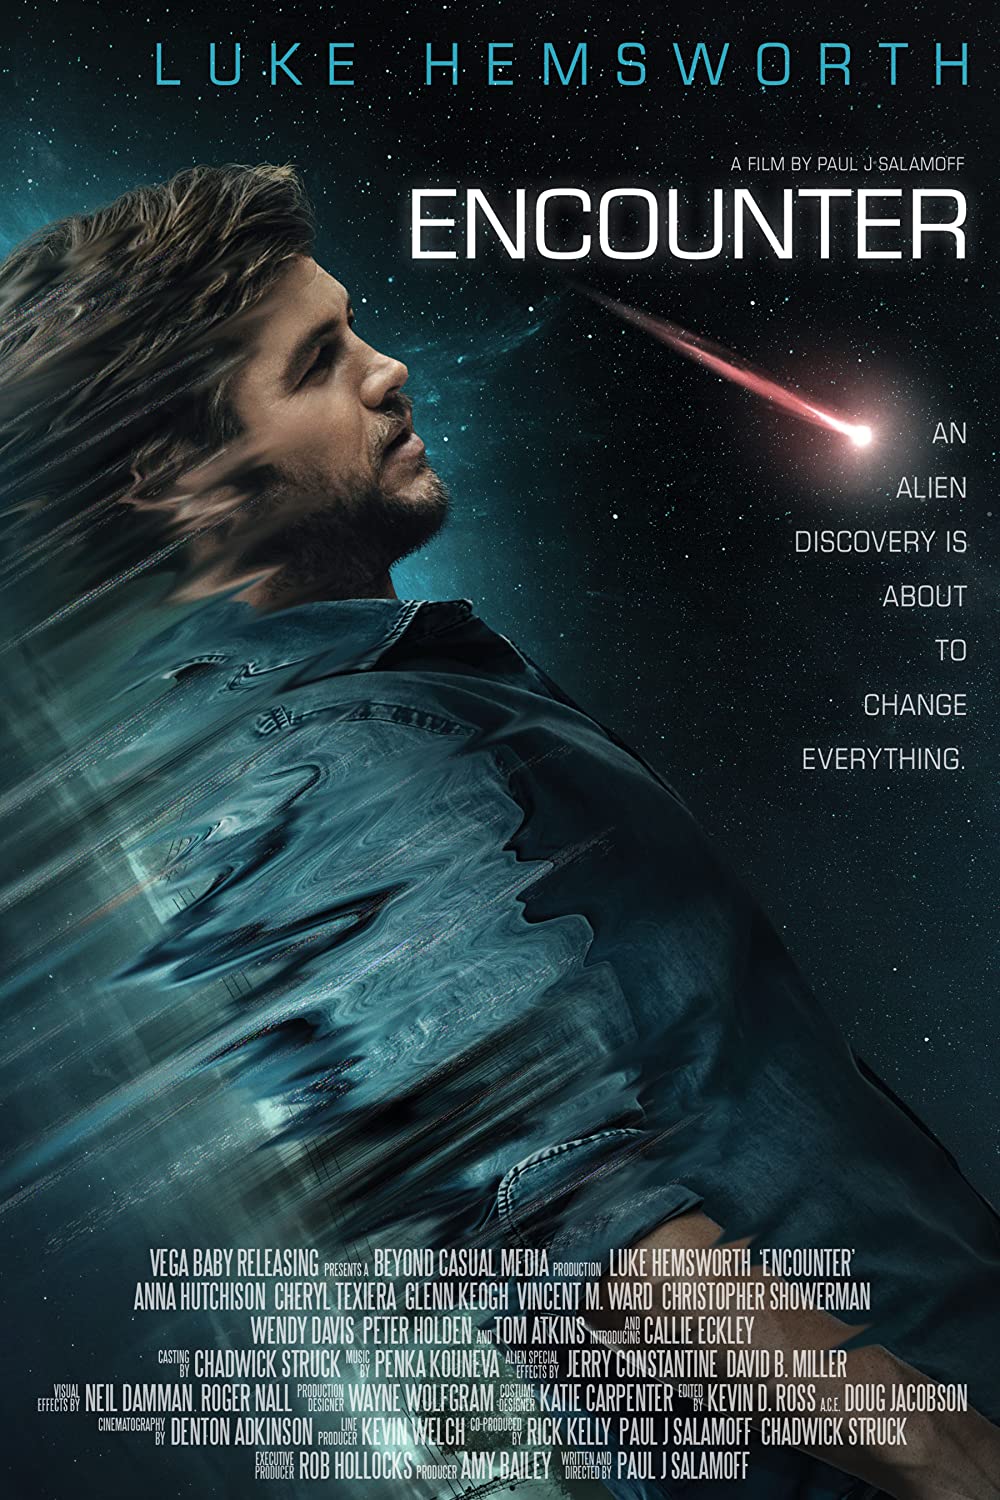 LUKE HEMSWORTH
A FILM BY PAUL J SALAMOFF
ENCOUNTER
AN
ALIEN
DISCOVERY IS
ABOUT
TO
CHANGE
EVERYTHING.
VEGA BABY RELEASING PRESENTS A BEYOND CASUAL MEDIA PRODUCTION LUKE HEMSWORTH 'ENCOUNTER'
ANNA HUTCHISON CHERYL TEXIERA GLENN KEOGH VINCENT M. WARD CHRISTOPHER SHOWERMAN
WENDY DAVIS PETER HOLDEN AND TOM ATKINS AND INTRODUCING CALLIE ECKLEY
CASTING BY CHADWICK STRUCK MUSIC BY PENKA KOUNEVA ALIEN SPECIAL EFFECTS BY JERRY CONSTANTINE DAVID B. MILLER
VISUAL EFFECTS BY NEIL DAMMAN. ROGER NALL PRODUCTION DESIGNER WAYNE WOLFGRAM COSTUME DESIGNER KATIE CARPENTER EDITED BY KEVIN D. ROSS A.C.E. DOUG JACOBSON
CINEMATOGRAPHY BY DENTON ADKINSON LINE PRODUCER KEVIN WELCH CO-PRODUCED BY RICK KELLY PAUL J SALAMOFF CHADWICK STRUCK
EXECUTIVE PRODUCER ROB HOLLOCKS PRODUCER AMY BAILEY WRITTEN AND DIRECTED BY PAUL J SALAMOFF